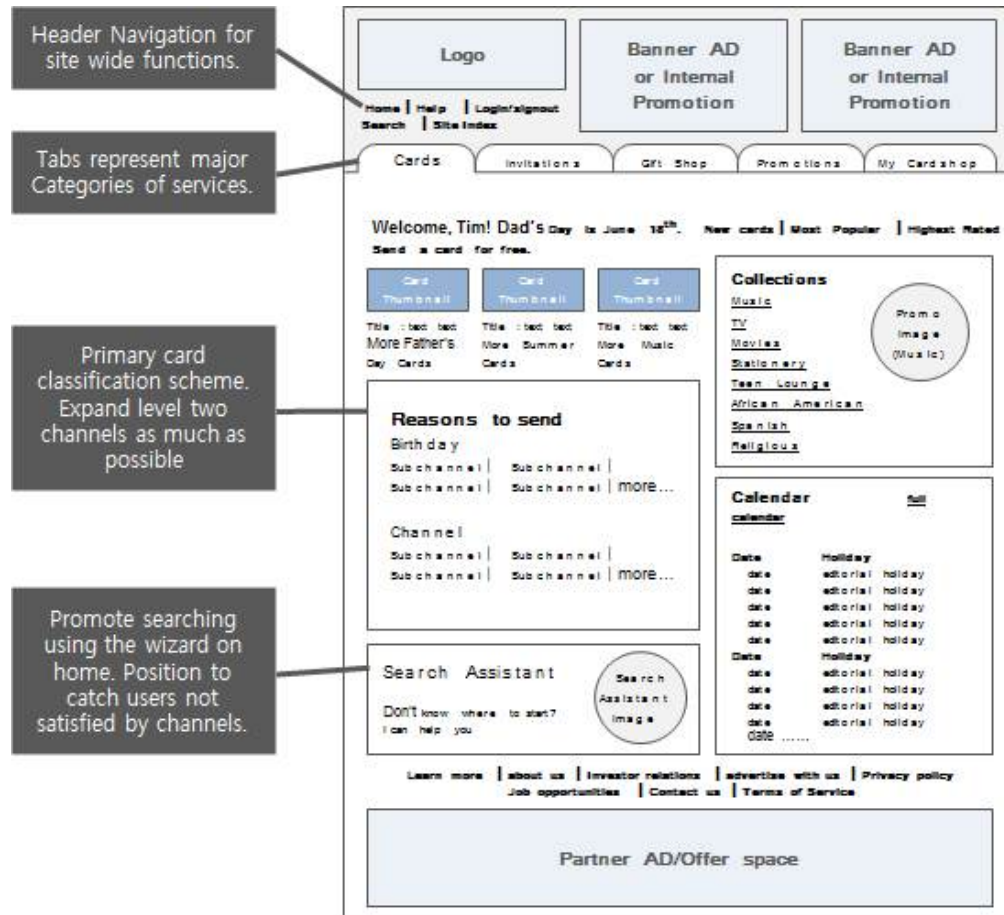 Header Navigation for
site wide functions.
Tabs represent major
Categories of services.
Primary card
classification scheme.
Expand level two
channels as much as
possible
Promote searching
using the wizard on
home. Position to
catch users not
satisfied by channels.
Logo
Banner AD
or Internal
Promotion
Banner AD
or Internal
Promotion
Home | Help | Login/signout
Search | Site Index
Cards
Invitations
Gift Shop
Promotions
My Cardshop
Welcome, Tim! Dad's Day is June 18th. New cards | Most Popular | Highest Rated
Send a card for free.
Card
Thumbnail
Card
Thumbnail
Card
Thumbnail
Title : text text
More Father's
Day Cards
Title : text text
More Summer
Cards
Title : text text
More Music
Cards
Reasons to send
Birthday
Subchannel | Subchannel |
Subchannel | Subchannel | more...
Channel
Subchannel | Subchannel |
Subchannel | Subchannel | more...
Search Assistant
Don't know where to start?
I can help you
Search
Assistant
Image
Collections
Music
TV
Movies
Stationery
Teen Lounge
African American
Spanish
Religious
Promo
Image
(Music)
Calendar full
calendar
Date Holiday
date edtorial holiday
date edtorial holiday
date edtorial holiday
date edtorial holiday
date edtorial holiday
Date Holiday
date edtorial holiday
date edtorial holiday
date edtorial holiday
date edtorial holiday
date ......
Learn more | about us | Investor relations | advertise with us | Privacy policy
Job opportunities | Contact us | Terms of Service
Partner AD/Offer space